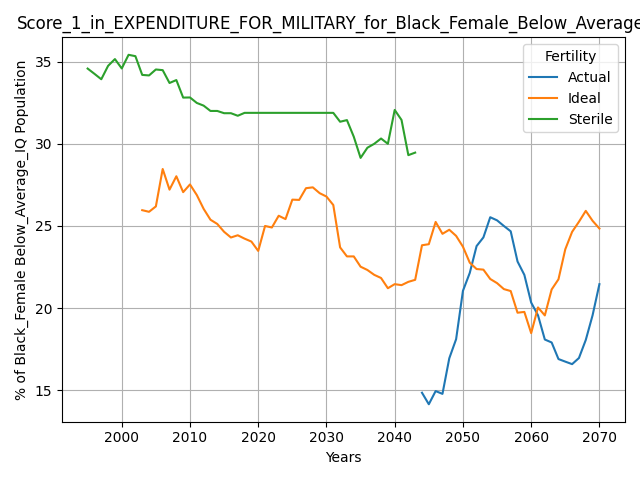 Score_1_in_EXPENDITURE_FOR_MILITARY_for_Black_Female_Below_Average
Fertility
Actual
Ideal
Sterile
% of Black_Female Below_Average_IQ Population
35
30
25
20
15
2000 2010 2020 2030 2040 2050 2060 2070
Years